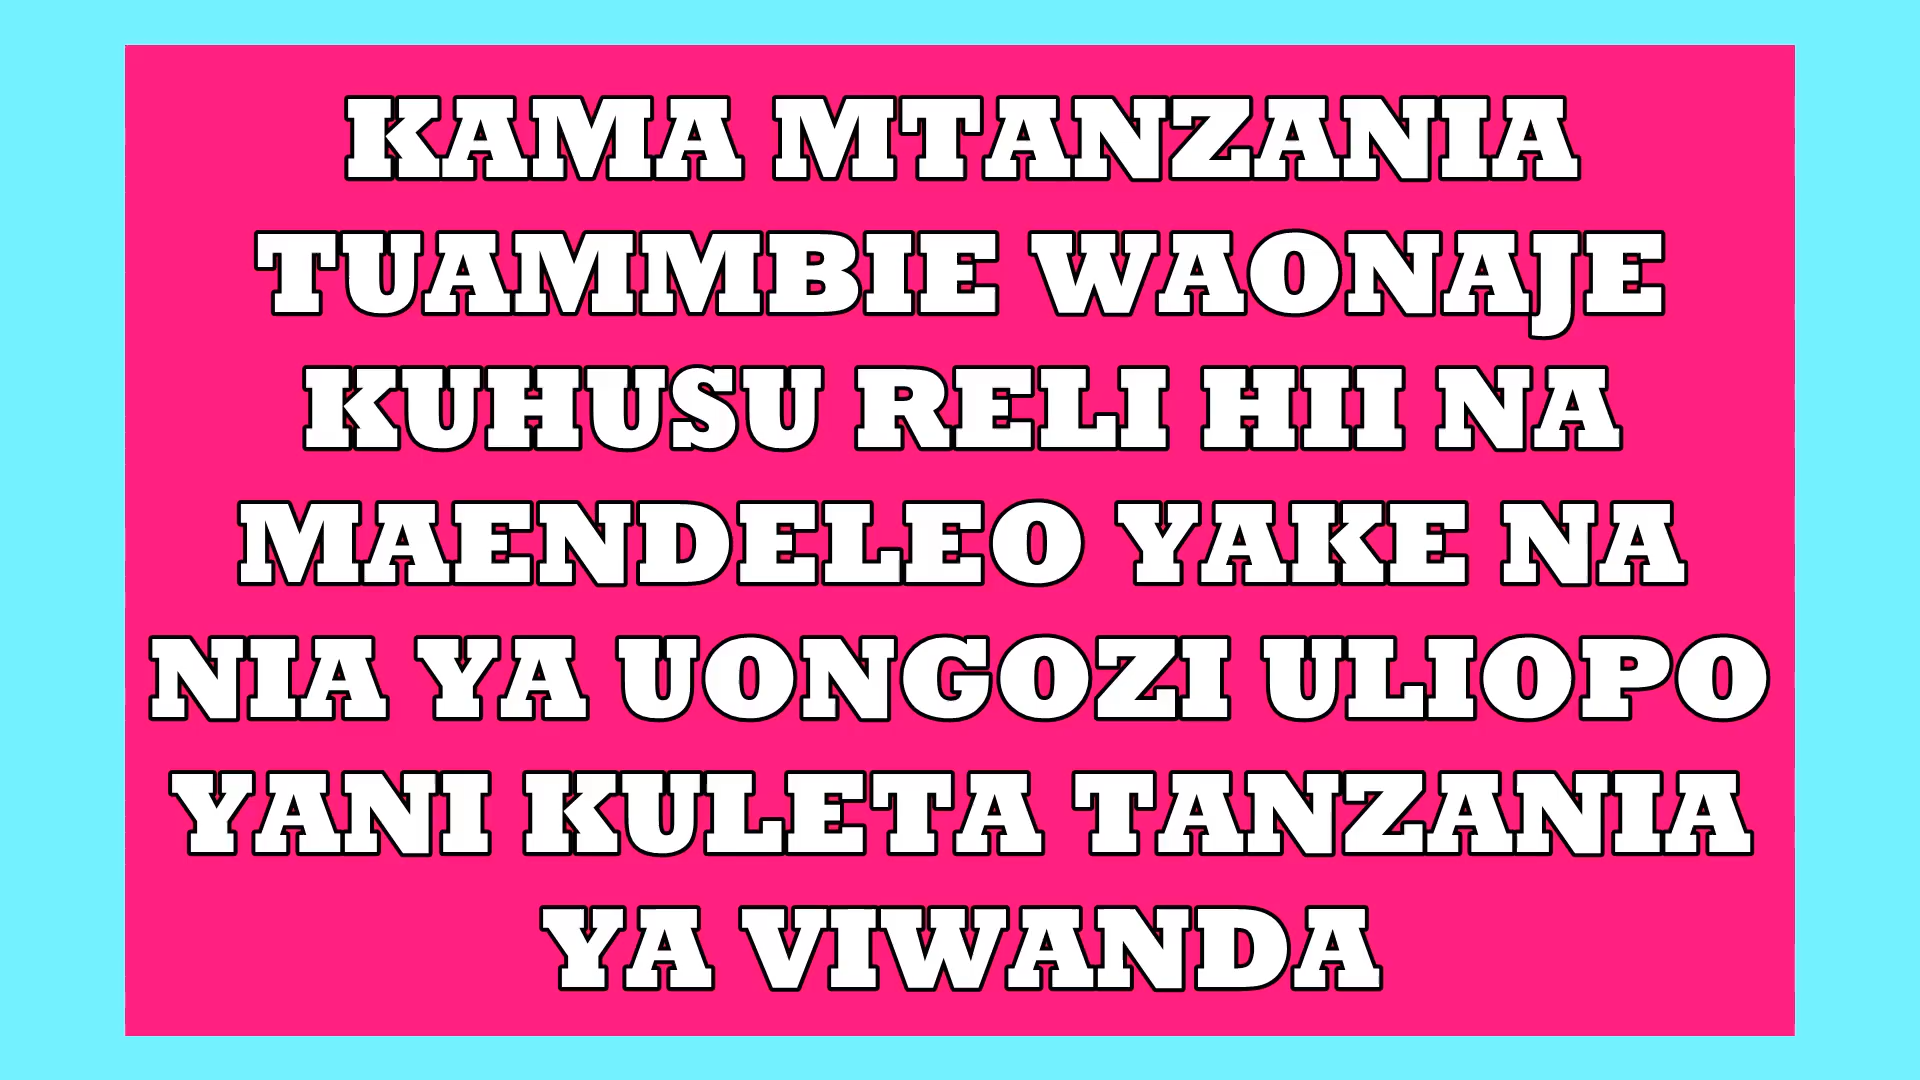 KAMA MTANZANIA
TUAMMBIE WAONAJE
KUHUSU RELI HII NA
MAENDELEO YAKE NA
NIA YA UONGOZI ULIOPO
YANI KULETA TANZANIA
YA VIWANDA